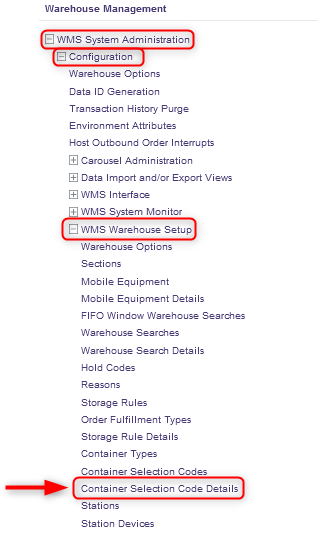 Warehouse Management
WMS System Administration
Configuration
Warehouse Options
Data ID Generation
Transaction History Purge
Environment Attributes
Host Outbound Order Interrupts
Carousel Administration
Data Import and/or Export Views
WMS Interface
WMS System Monitor
WMS Warehouse Setup
Warehouse Options
Sections
Mobile Equipment
Mobile Equipment Details
FIFO Window Warehouse Searches
Warehouse Searches
Warehouse Search Details
Hold Codes
Reasons
Storage Rules
Order Fulfillment Types
Storage Rule Details
Container Types
Container Selection Codes
Container Selection Code Details
Stations
Station Devices